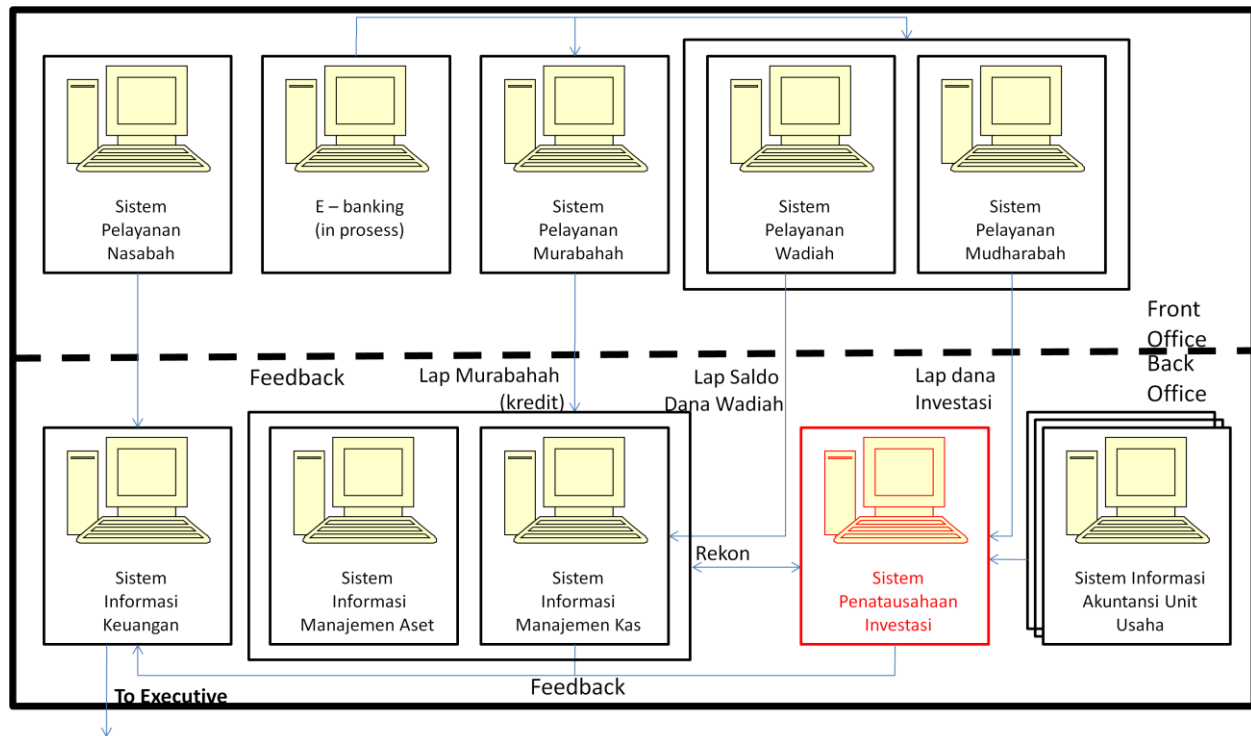 Sistem
Pelayanan
Nasabah
E – banking
(in prosess)
Sistem
Pelayanan
Murabahah
Sistem
Pelayanan
Wadiah
Sistem
Pelayanan
Mudharabah
Front
Office
Back
Office
Feedback
Lap Murabahah
(kredit)
Lap Saldo
Dana Wadiah
Lap dana
Investasi
Sistem
Informasi
Keuangan
Sistem
Informasi
Manajemen Aset
Sistem
Informasi
Manajemen Kas
Rekon
Sistem
Penatausahaan
Investasi
Sistem Informasi
Akuntansi Unit
Usaha
Feedback
To Executive